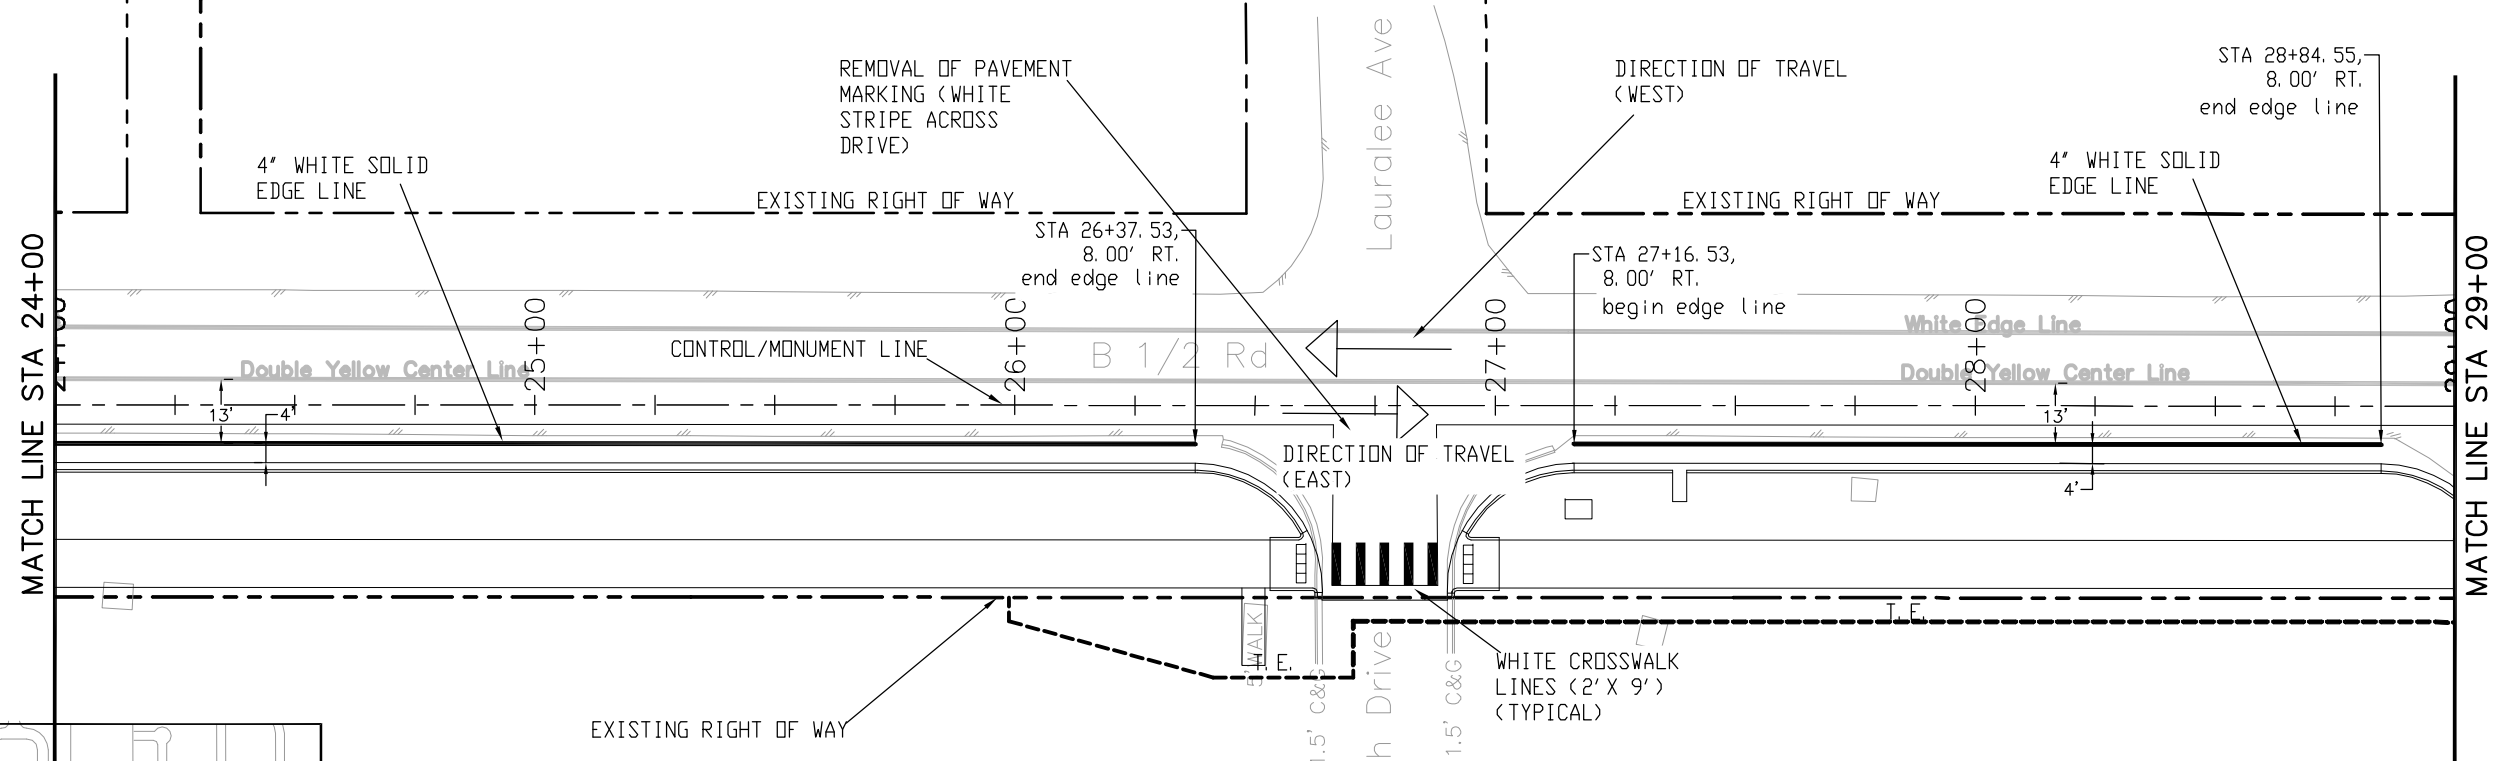 REMOVAL OF PAVEMENT
MARKING (WHITE
STRIPE ACROSS
DRIVE)
DIRECTION OF TRAVEL
(WEST)
STA 28+84.55,
8.00' RT.
end edge line
4" WHITE SOLID
EDGE LINE
4" WHITE SOLID
EDGE LINE
EXISTING RIGHT OF WAY
EXISTING RIGHT OF WAY
Lauralee Ave
STA 26+37.53,
8.00' RT.
end edge line
STA 27+16.53,
8.00' RT.
begin edge line
MATCH LINE STA 24+00
24+00
25+00
26+00
27+00
28+00
29+00
MATCH LINE STA 29+00
White Edge Line
CONTROL/MONUMENT LINE
B 1/2 Rd
Double Yellow Center Line
Double Yellow Center Line
13'
4'
13'
4'
DIRECTION OF TRAVEL
(EAST)
T.E.
T.E.
5' WALK
1.5' C&G
h Drive
1.5' C&G
WHITE CROSSWALK
LINES (2' X 9')
(TYPICAL)
EXISTING RIGHT OF WAY